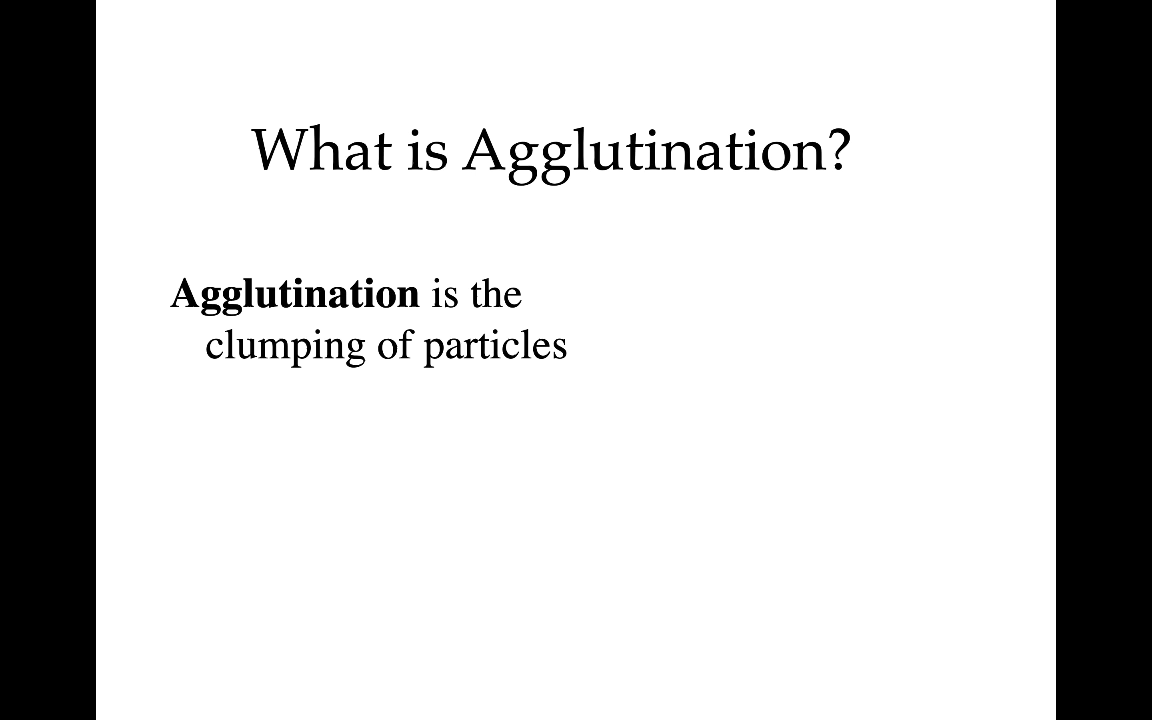 What is Agglutination?
Agglutination is the
clumping of particles